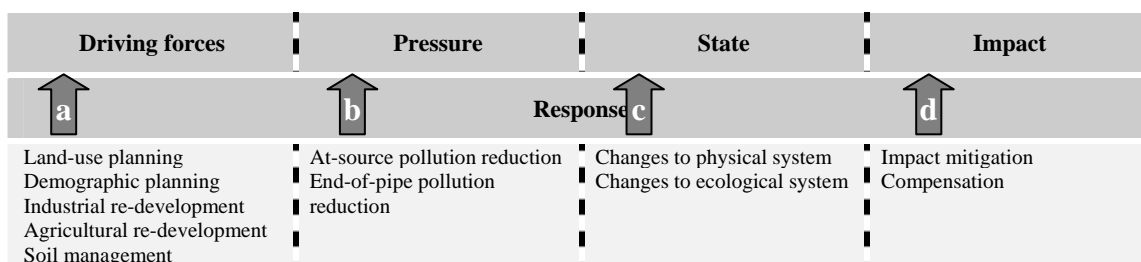 Driving forces Pressure State Impact
a b Response c d
Land-use planning
Demographic planning
Industrial re-development
Agricultural re-development
Soil management
At-source pollution reduction
End-of-pipe pollution
reduction
Changes to physical system
Changes to ecological system
Impact mitigation
Compensation